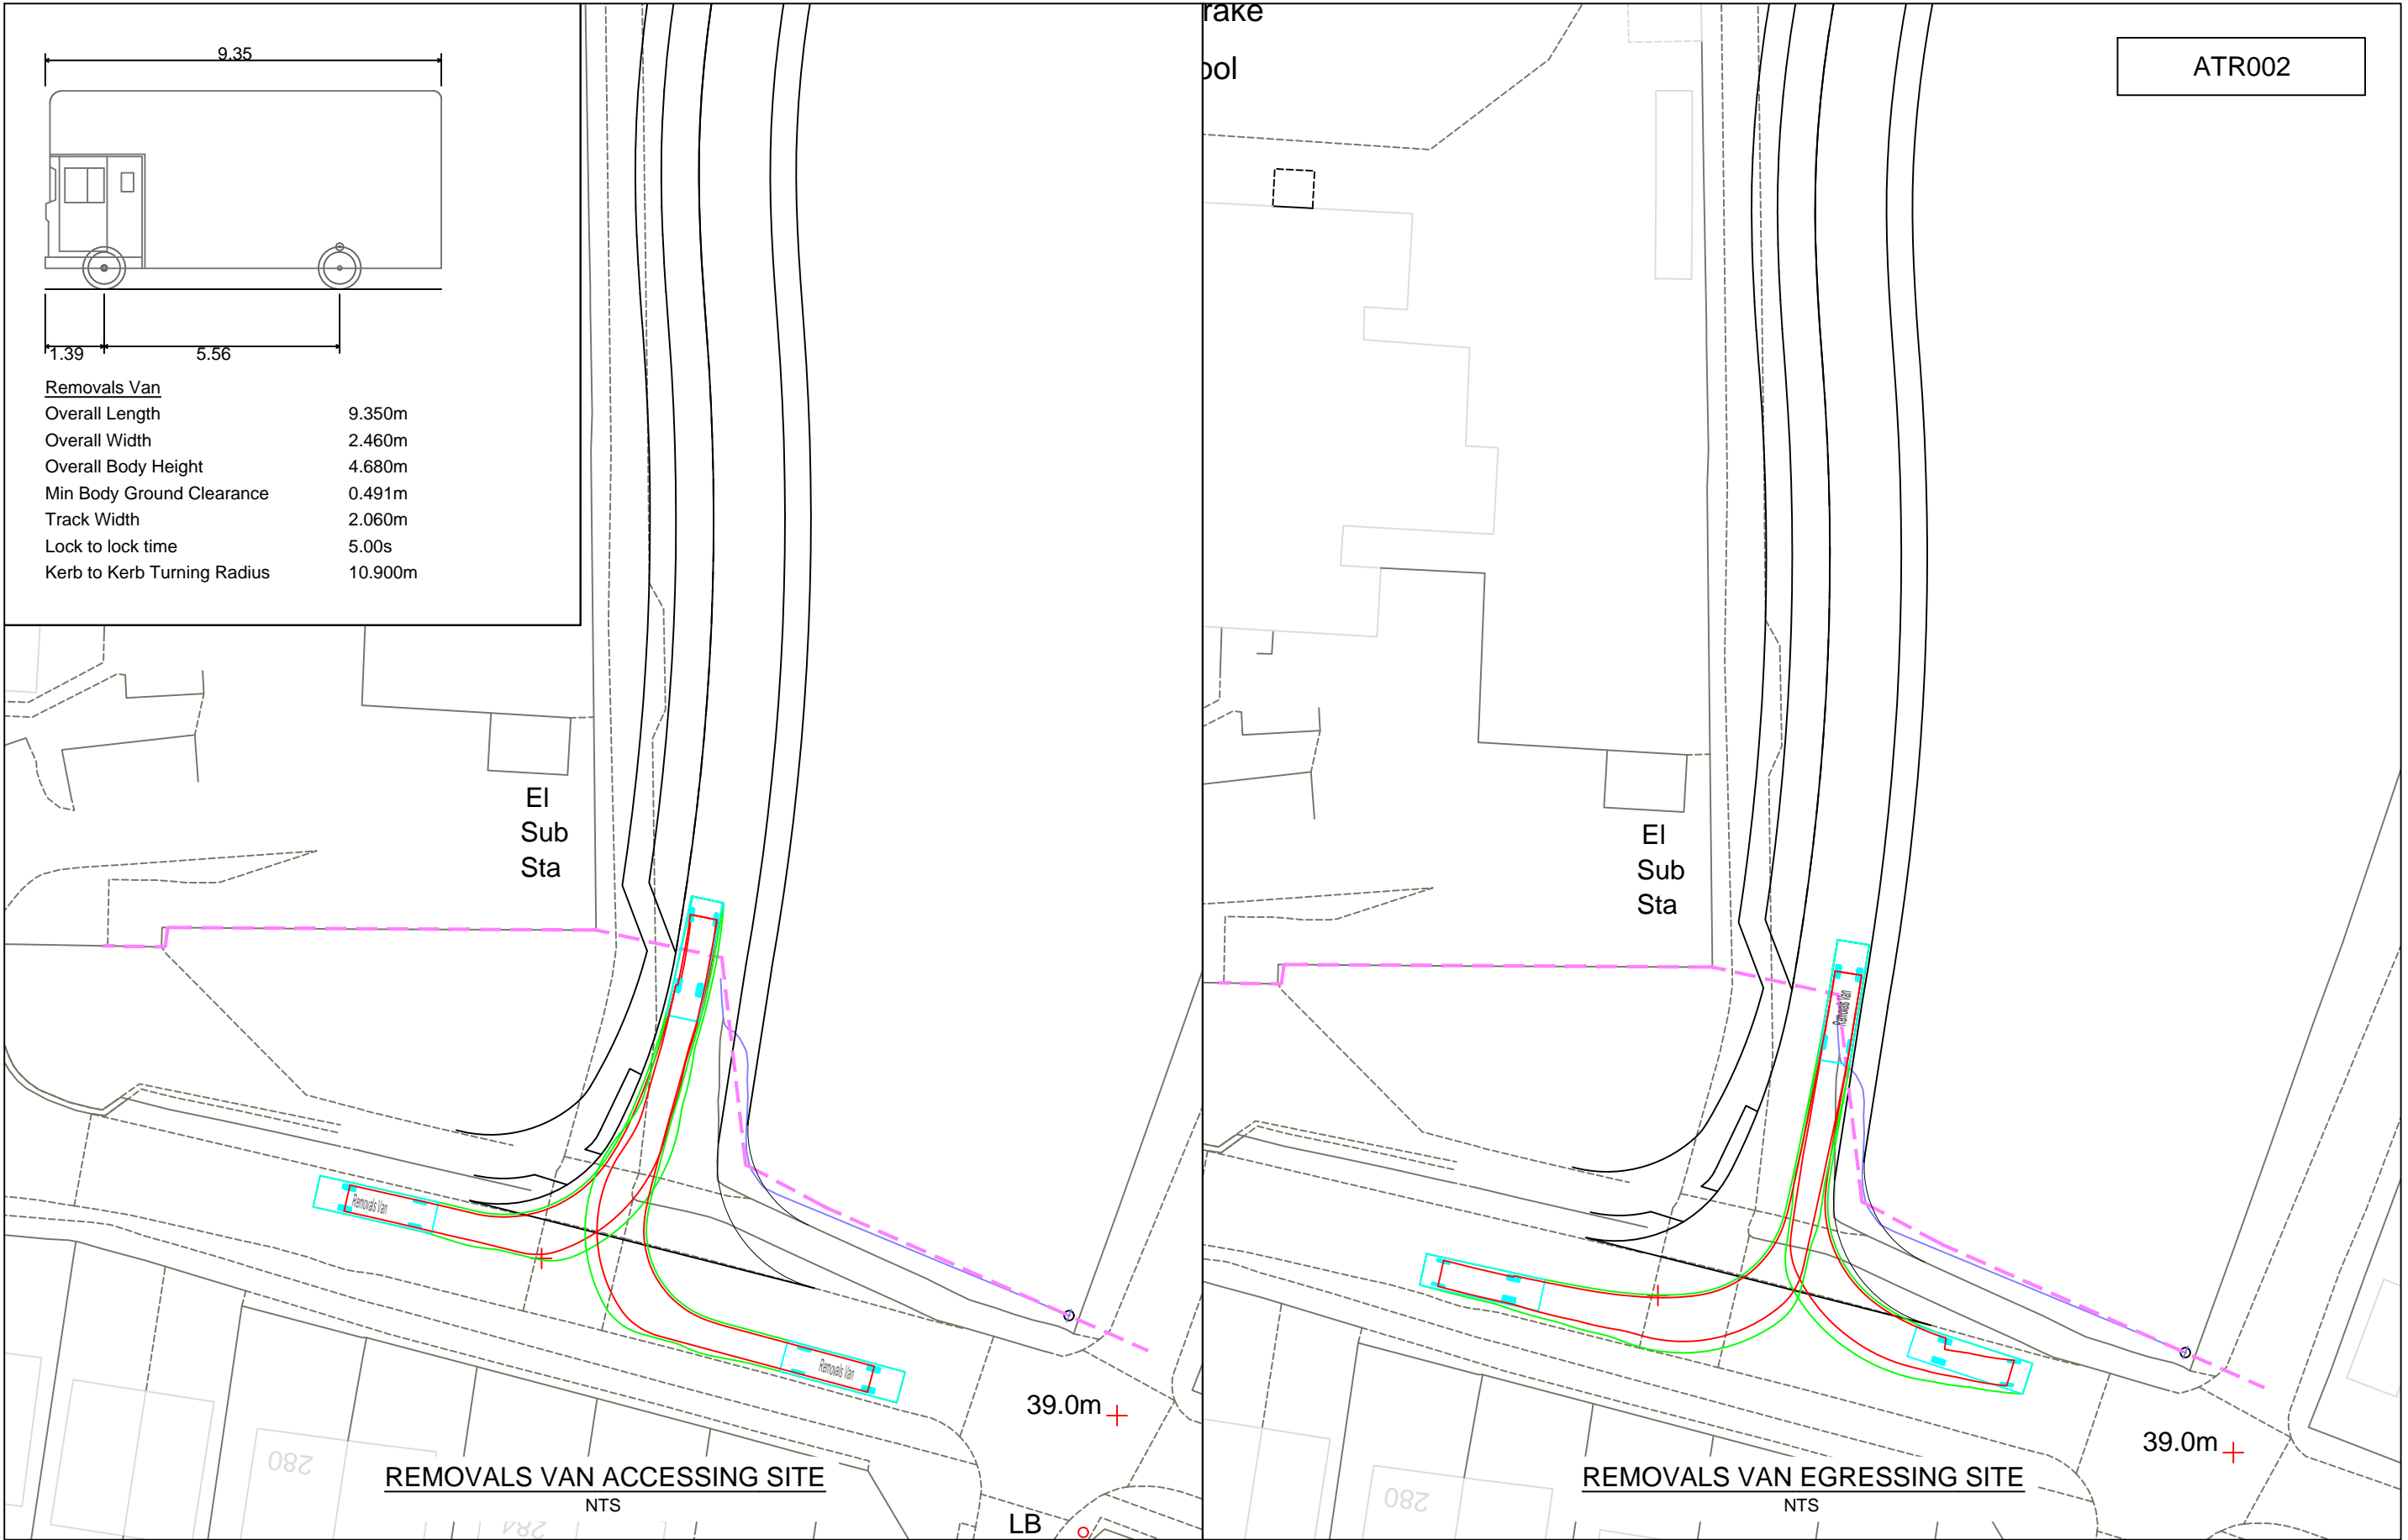 9.35
1.39
5.56
Removals Van
Overall Length 9.350m
Overall Width 2.460m
Overall Body Height 4.680m
Min Body Ground Clearance 0.491m
Track Width 2.060m
Lock to lock time 5.00s
Kerb to Kerb Turning Radius 10.900m
El
Sub
Sta
Removals Van
Removals Van
39.0m
280
284
LB
REMOVALS VAN ACCESSING SITE
NTS
rake
ool
ATR002
El
Sub
Sta
Removals Van
39.0m
280
REMOVALS VAN EGRESSING SITE
NTS